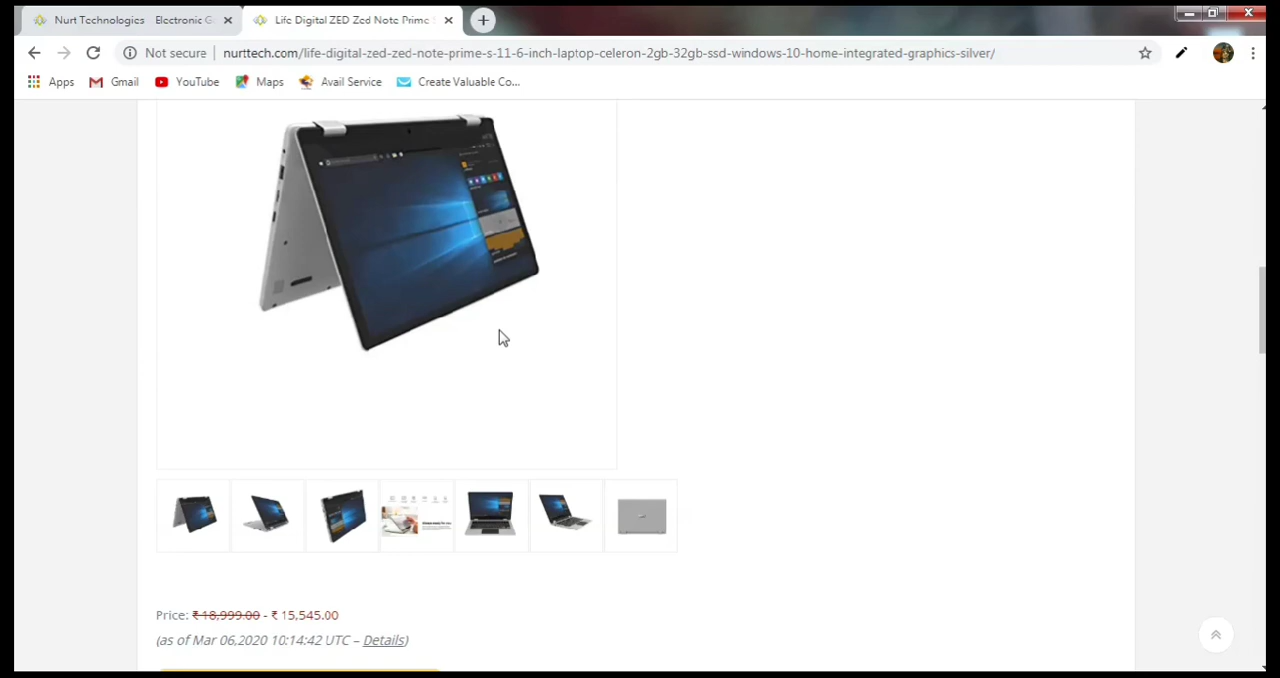 Nurt Technologies Electronic G
Life Digital ZED Zed Note Prime
Not secure
nurttech.com/life-digital-zed-zed-note-prime-s-11-6-inch-laptop-celeron-2gb-32gb-ssd-windows-10-home-integrated-graphics-silver/
Apps Gmail YouTube Maps Avail Service Create Valuable Co...
Price: ₹ 18,999.00 - ₹ 15,545.00
(as of Mar 06,2020 10:14:42 UTC – Details)